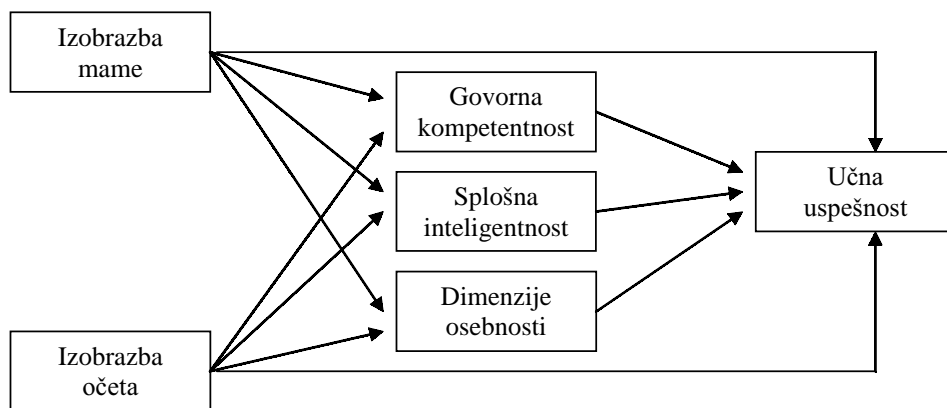 Izobrazba
mame
Govorna
kompetentnost
Splošna
inteligentnost
Učna
uspešnost
Dimenzije
osebnosti
Izobrazba
očeta